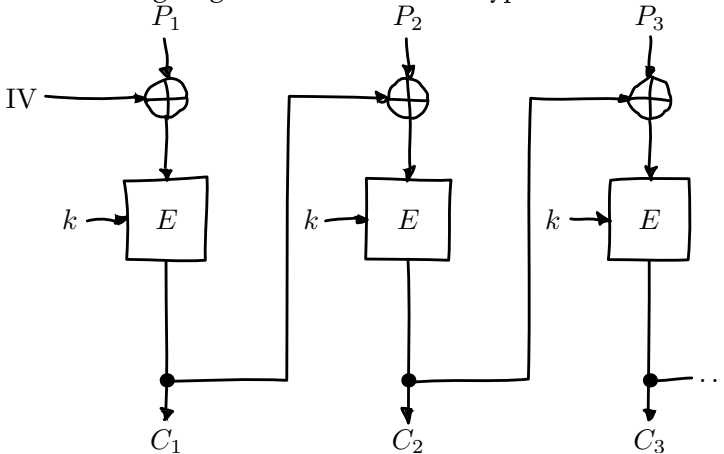 P₁ P₂ P₃
IV
k E k E k E
· ·
C₁ C₂ C₃